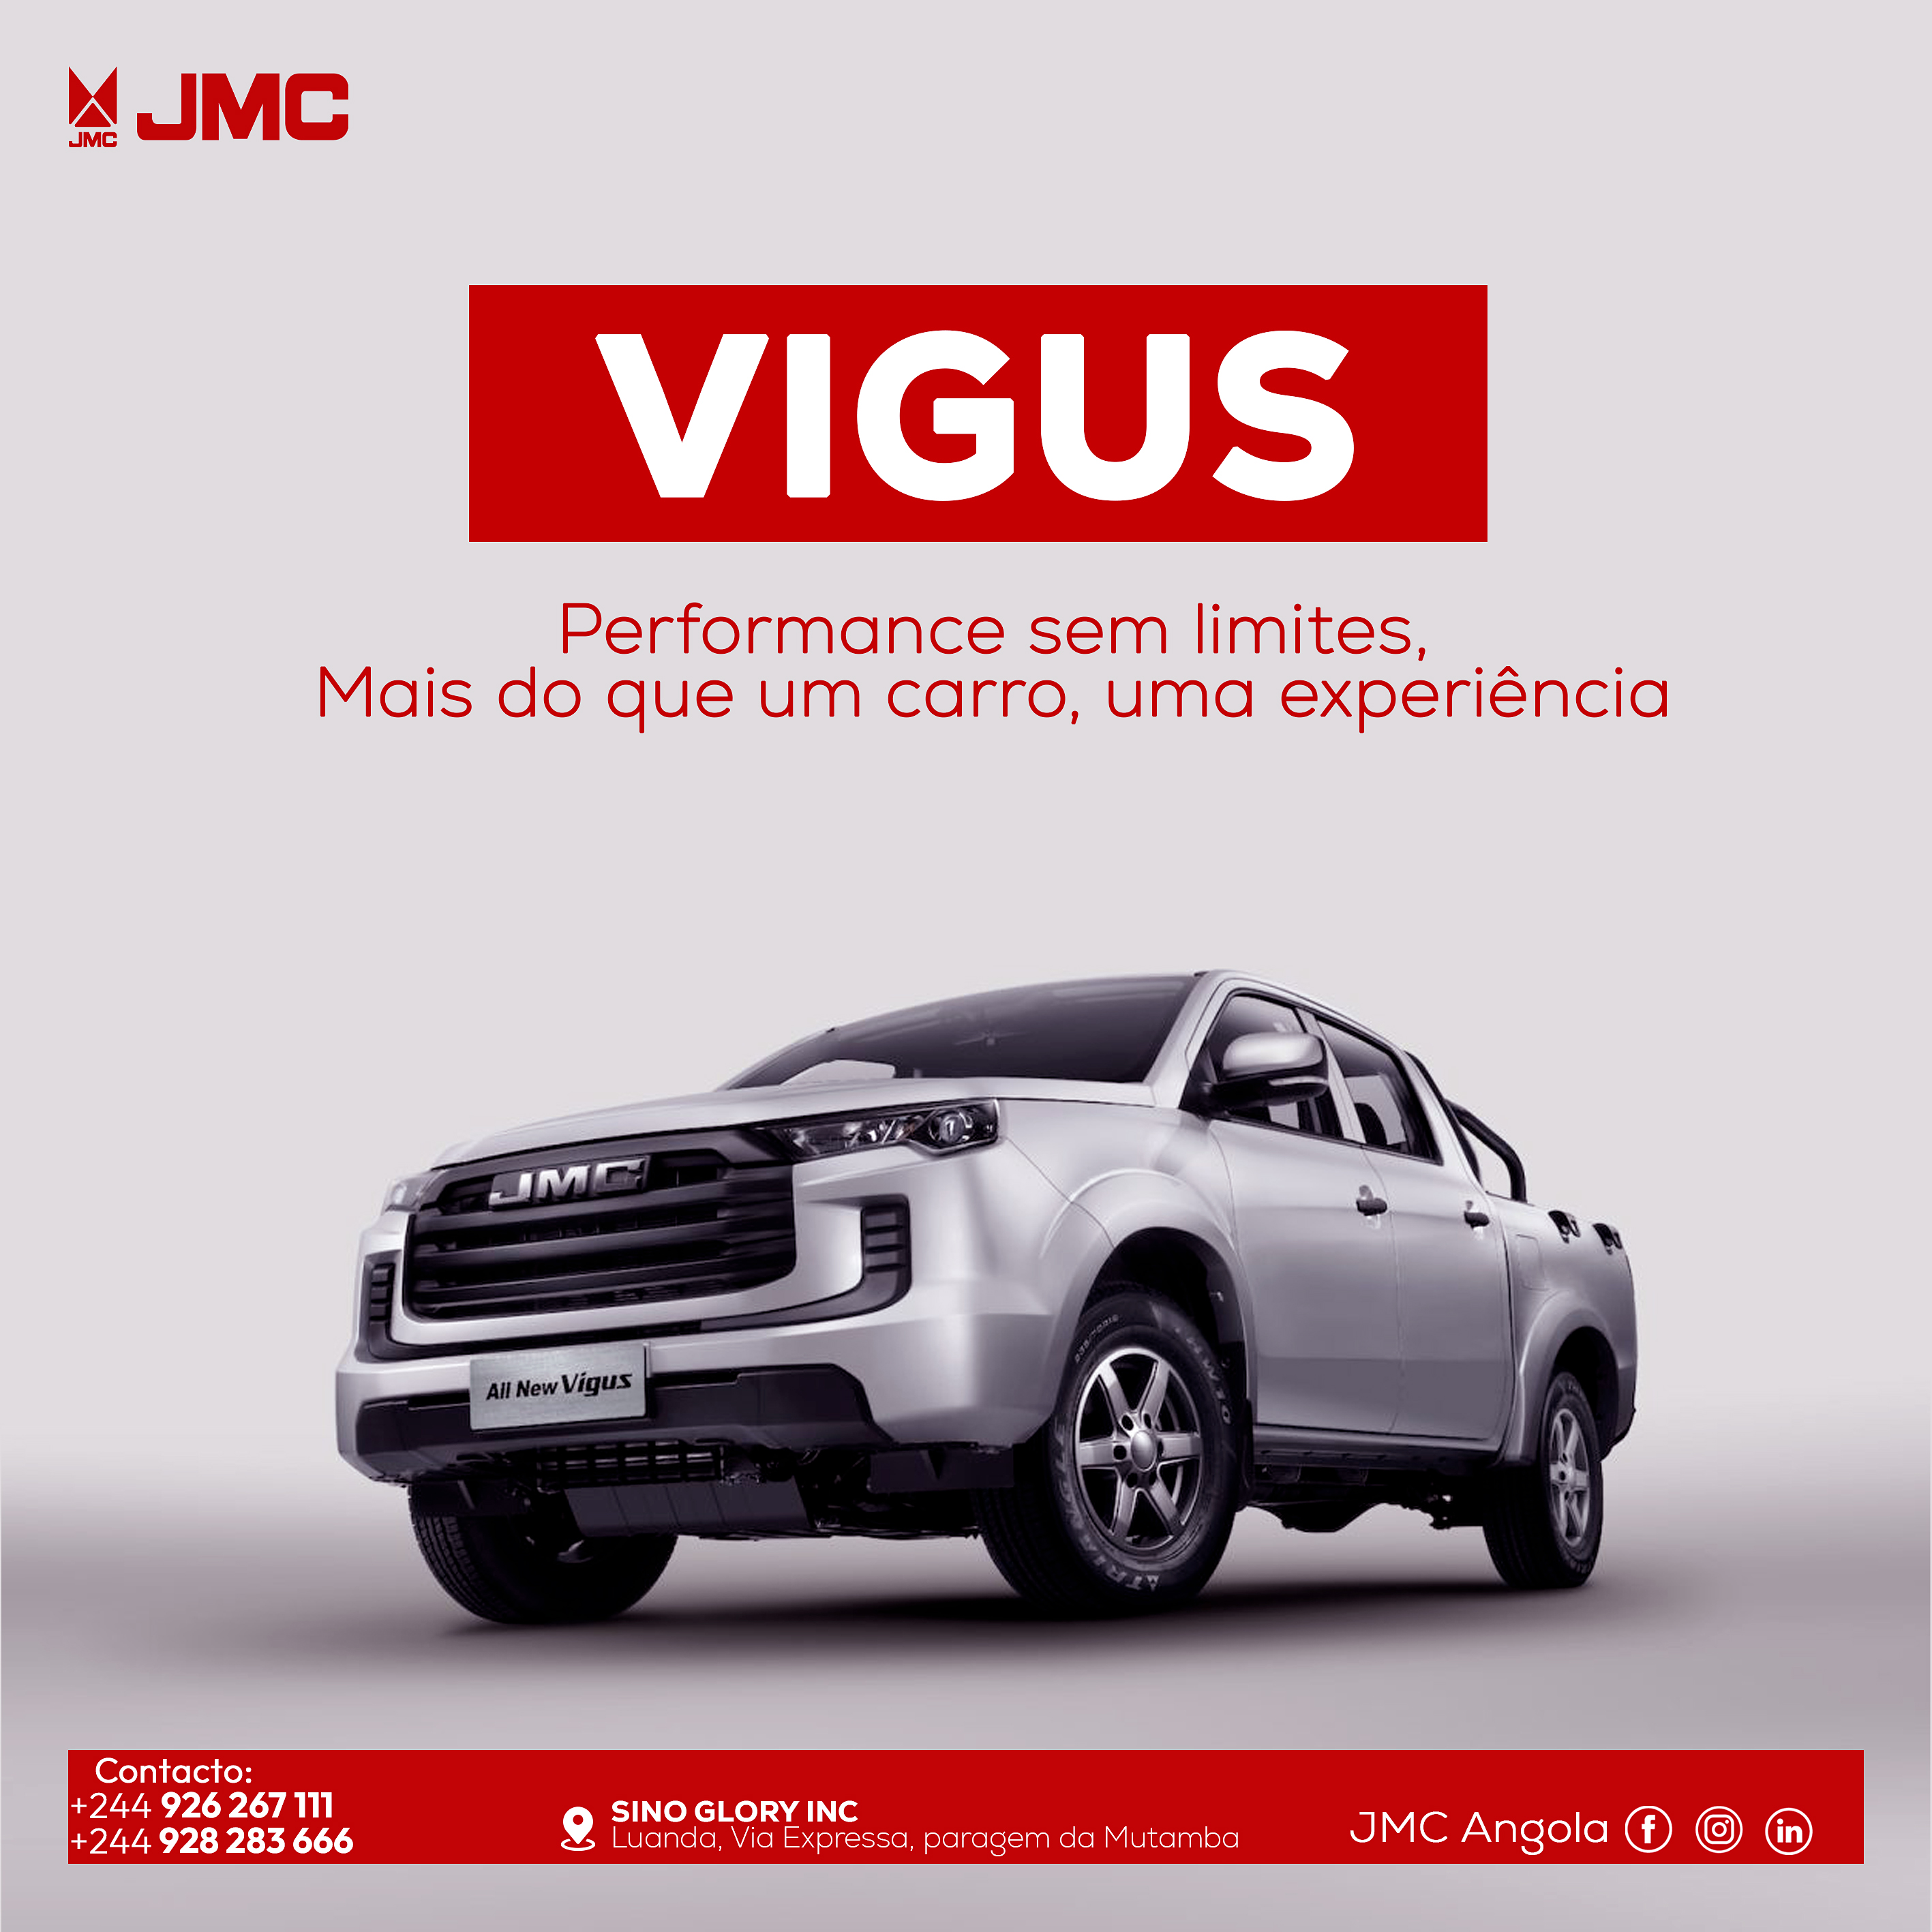 JMC
JMC
VIGUS
Performance sem limites,
Mais do que um carro, uma experiência
JMC
All New Vigus
Contacto:
+244 926 267 111
+244 928 283 666
SINO GLORY INC
Luanda, Via Expressa, paragem da Mutamba
JMC Angola